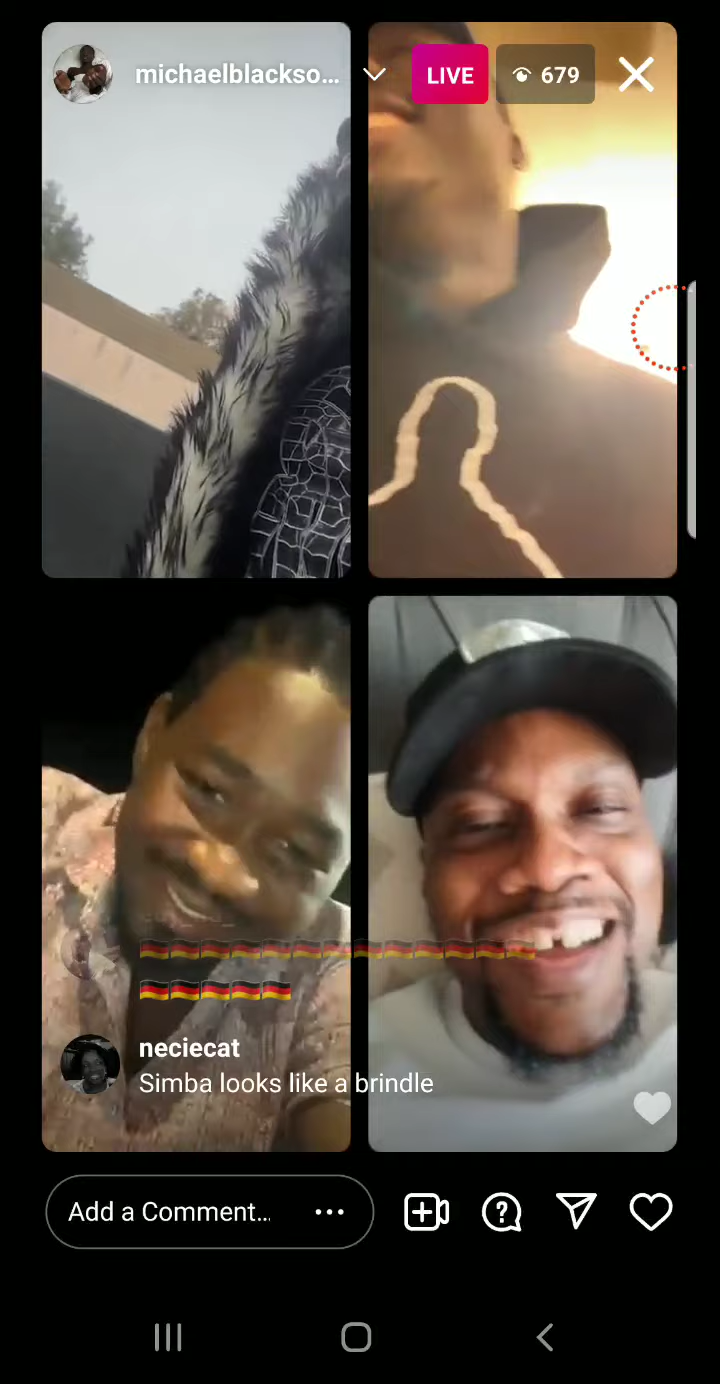 michaelblackso...
LIVE
679
🇩🇪🇩🇪🇩🇪🇩🇪🇩🇪🇩🇪🇩🇪🇩🇪🇩🇪🇩🇪🇩🇪🇩🇪🇩🇪
🇩🇪🇩🇪🇩🇪🇩🇪🇩🇪
neciecat
Simba looks like a brindle
Add a Comment...